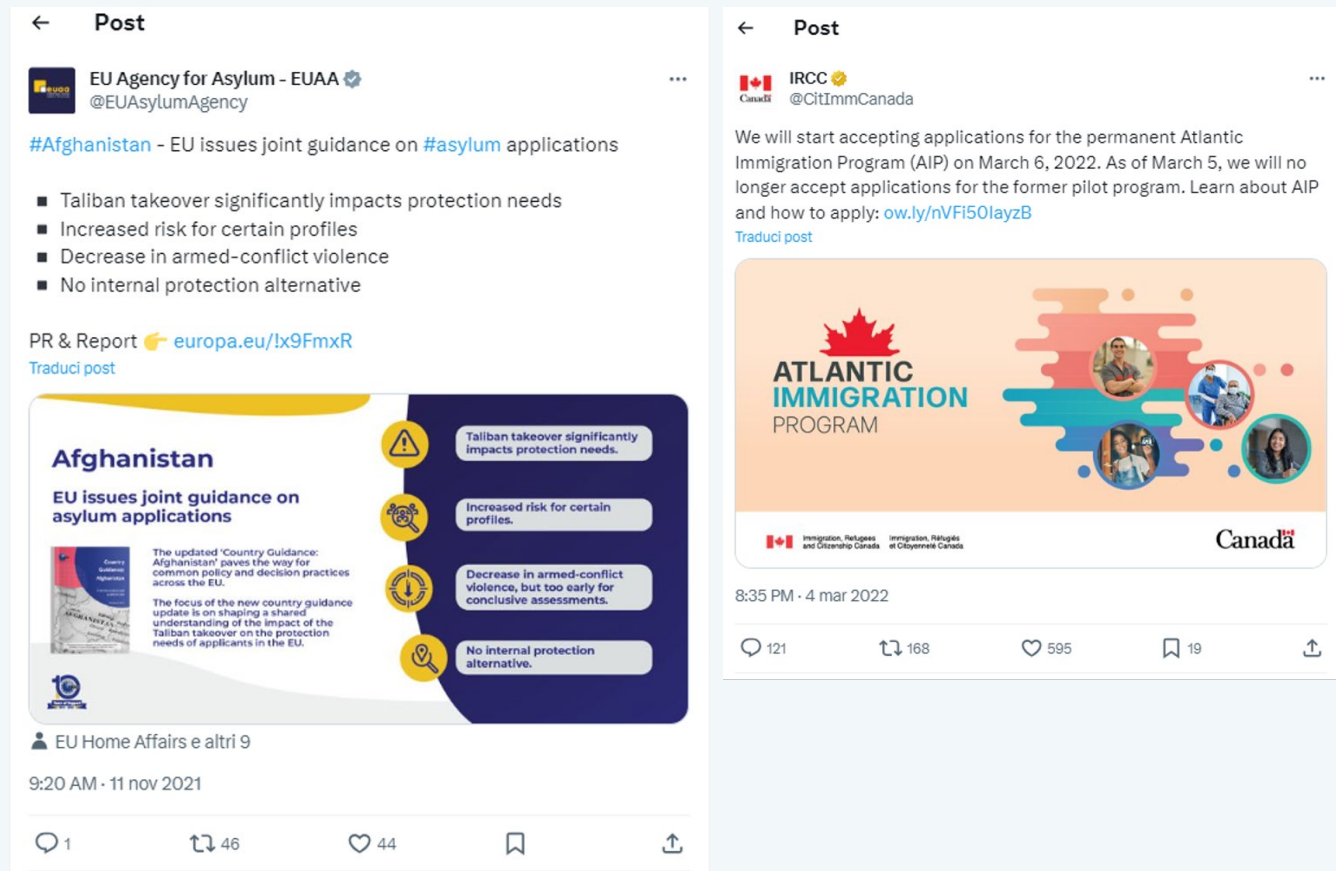 Post
EU Agency for Asylum - EUAA
@EUAsylumAgency
#Afghanistan - EU issues joint guidance on #asylum applications
Taliban takeover significantly impacts protection needs
Increased risk for certain profiles
Decrease in armed-conflict violence
No internal protection alternative
PR & Report 👉 europa.eu/!x9FmxR
Traduci post
Afghanistan
EU issues joint guidance on
asylum applications
Country
Guidance:
Afghanistan
The updated 'Country Guidance:
Afghanistan' paves the way for
common policy and decision practices
across the EU.
The focus of the new country guidance
update is on shaping a shared
understanding of the impact of the
Taliban takeover on the protection
needs of applicants in the EU.
Taliban takeover significantly
impacts protection needs.
Increased risk for certain
profiles.
Decrease in armed-conflict
violence, but too early for
conclusive assessments.
No internal protection
alternative.
EU Home Affairs e altri 9
9:20 AM · 11 nov 2021
1
46
44
Post
IRCC
@CitImmCanada
Canada
We will start accepting applications for the permanent Atlantic
Immigration Program (AIP) on March 6, 2022. As of March 5, we will no
longer accept applications for the former pilot program. Learn about AIP
and how to apply: ow.ly/nVFi50IayzB
Traduci post
ATLANTIC
IMMIGRATION
PROGRAM
Immigration, Refugees
and Citizenship Canada
Immigration, Réfugiés
et Citoyenneté Canada
Canada
8:35 PM · 4 mar 2022
121
168
595
19